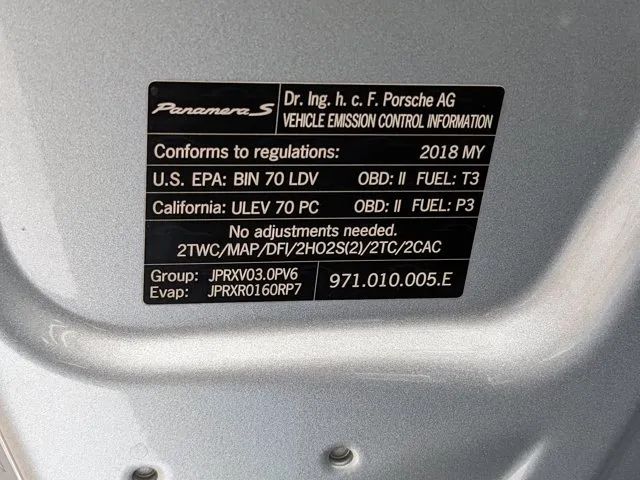 Panamera S
Dr. Ing. h. c. F. Porsche AG
VEHICLE EMISSION CONTROL INFORMATION
Conforms to regulations: 2018 MY
U.S. EPA: BIN 70 LDV OBD: II FUEL: T3
California: ULEV 70 PC OBD: II FUEL: P3
No adjustments needed.
2TWC/MAP/DFI/2HO2S(2)/2TC/2CAC
Group: JPRXV03.0PV6
Evap: JPRXR0160RP7
971.010.005.E